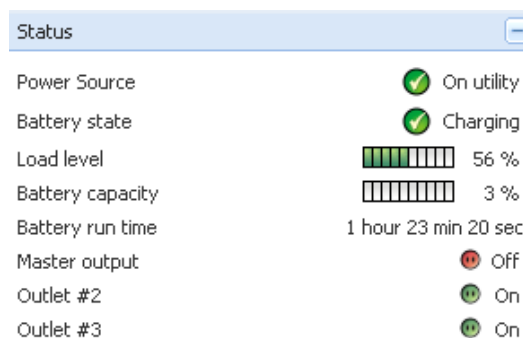 Status
Power Source On utility
Battery state Charging
Load level 56 %
Battery capacity 3 %
Battery run time 1 hour 23 min 20 sec
Master output Off
Outlet #2 On
Outlet #3 On